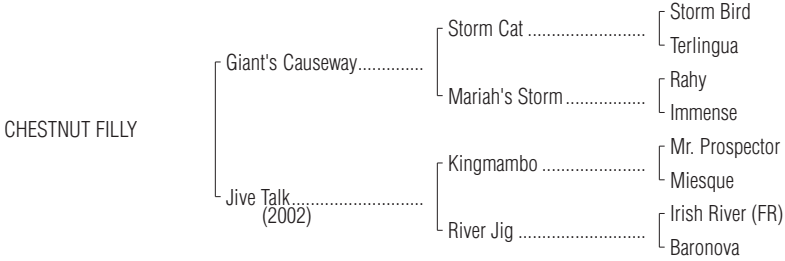 Storm Bird
Storm Cat ..........................
Terlingua
Giant's Causeway..............
Rahy
Mariah's Storm.................
Immense
CHESTNUT FILLY
Mr. Prospector
Kingmambo ......................
Miesque
Jive Talk............................
(2002)
Irish River (FR)
River Jig ...........................
Baronova